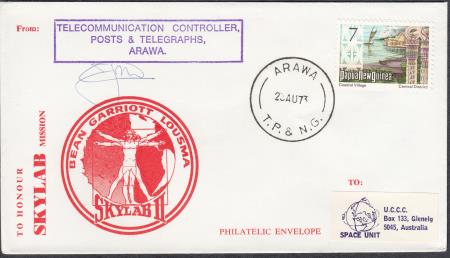 From:
TELECOMMUNICATION CONTROLLER,
POSTS & TELEGRAPHS,
ARAWA.
7
Papua New Guinea
Coastal Village
Central District
ARAWA
T.P. & N.G.
TO HONOUR
SKYLAB MISSION
BEAN GARRIOTT LOUSMA
SKYLAB II
PHILATELIC ENVELOPE
TO:
SPACE UNIT
U.C.C.C.
Box 133, Glenelg
5045, Australia